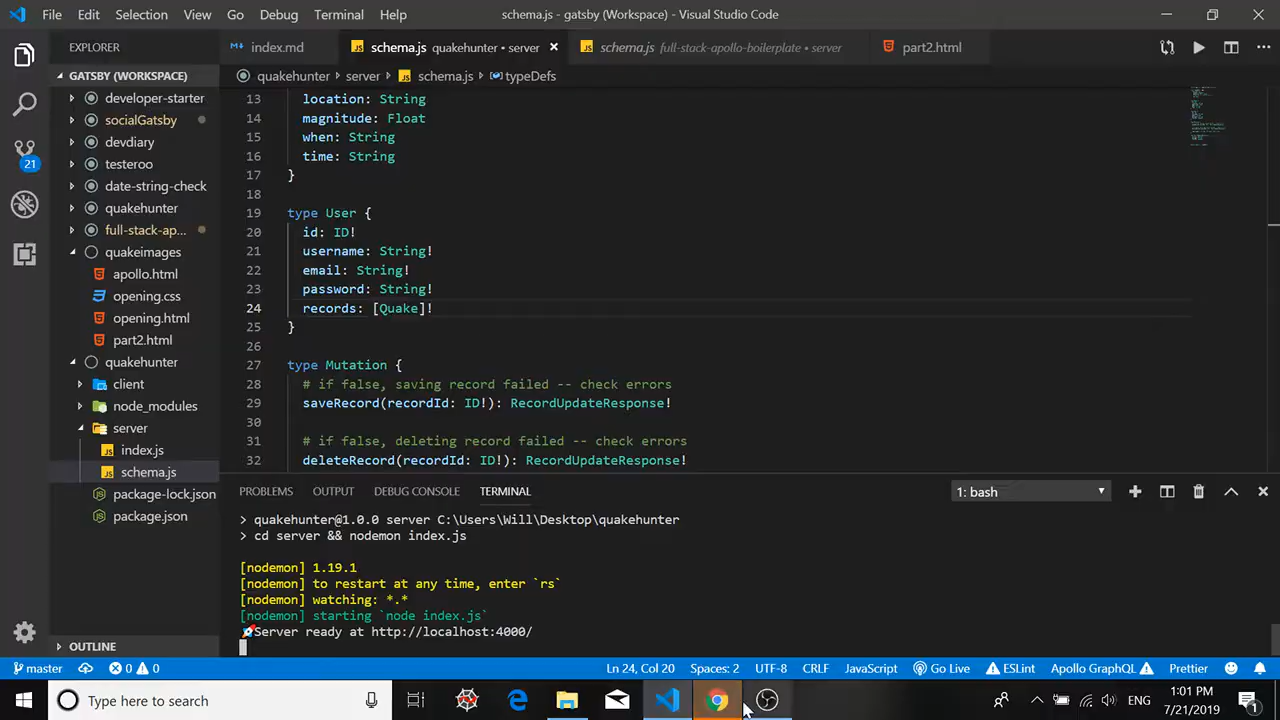 File Edit Selection View Go Debug Terminal Help schema.js - gatsby (Workspace) - Visual Studio Code
EXPLORER
index.md
schema.js quakehunter • server
schema.js full-stack-apollo-boilerplate • server
part2.html
GATSBY (WORKSPACE)
developer-starter
socialGatsby
devdiary
testeroo
date-string-check
quakehunter
full-stack-ap...
quakeimages
apollo.html
opening.css
opening.html
part2.html
quakehunter
client
node_modules
server
index.js
schema.js
package-lock.json
package.json
OUTLINE
quakehunter › server › JS schema.js › typeDefs
13 location: String
14 magnitude: Float
15 when: String
16 time: String
17 }
18
19 type User {
20 id: ID!
21 username: String!
22 email: String!
23 password: String!
24 records: [Quake]!
25 }
26
27 type Mutation {
28 # if false, saving record failed -- check errors
29 saveRecord(recordId: ID!): RecordUpdateResponse!
30
31 # if false, deleting record failed -- check errors
32 deleteRecord(recordId: ID!): RecordUpdateResponse!
PROBLEMS OUTPUT DEBUG CONSOLE TERMINAL 1: bash
> quakehunter@1.0.0 server C:\Users\Will\Desktop\quakehunter
> cd server && nodemon index.js
[nodemon] 1.19.1
[nodemon] to restart at any time, enter `rs`
[nodemon] watching: *.*
[nodemon] starting `node index.js`
🚀Server ready at http://localhost:4000/
21
master 0 0 Ln 24, Col 20 Spaces: 2 UTF-8 CRLF JavaScript Go Live ESLint Apollo GraphQL Prettier 1
Type here to search
ENG
1:01 PM
7/21/2019
1